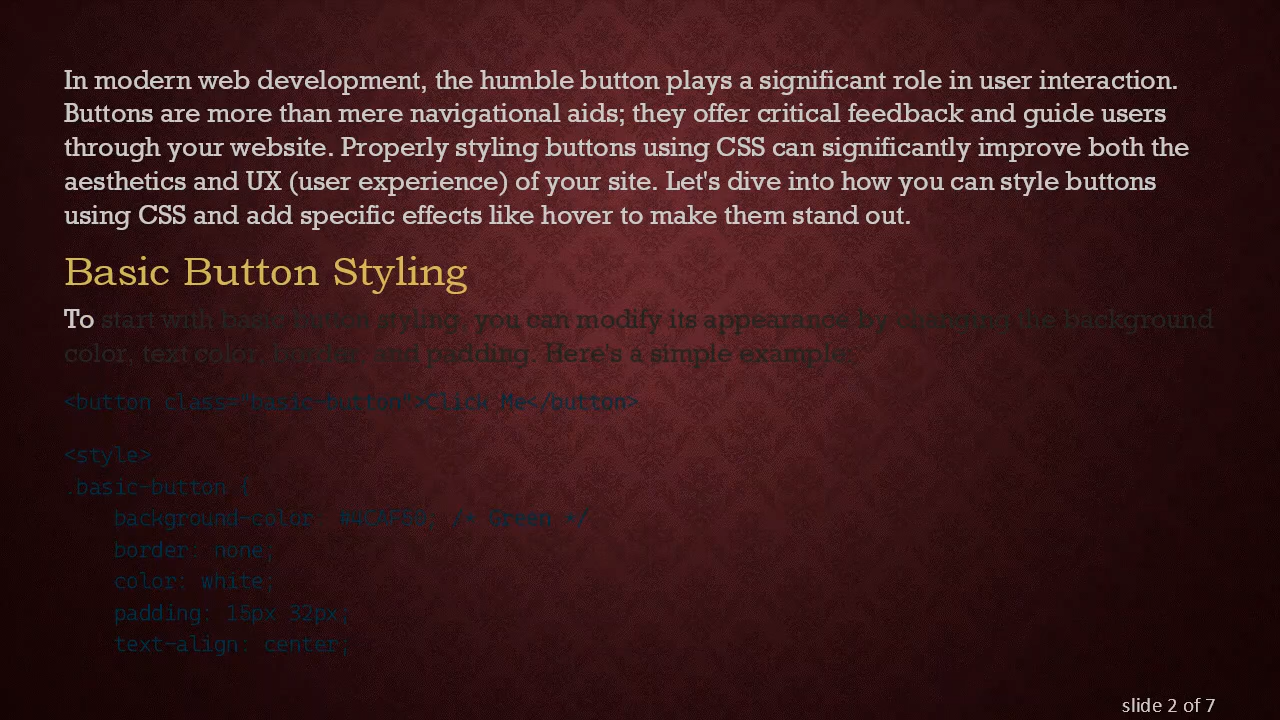 In modern web development, the humble button plays a significant role in user interaction.
Buttons are more than mere navigational aids; they offer critical feedback and guide users
through your website. Properly styling buttons using CSS can significantly improve both the
aesthetics and UX (user experience) of your site. Let's dive into how you can style buttons
using CSS and add specific effects like hover to make them stand out.
Basic Button Styling
To start with basic button styling, you can modify its appearance by changing the background
color, text color, border, and padding. Here's a simple example:
<button class="basic-button">Click Me</button>
<style>
.basic-button {
    background-color: #4CAF50; /* Green */
    border: none;
    color: white;
    padding: 15px 32px;
    text-align: center;
slide 2 of 7